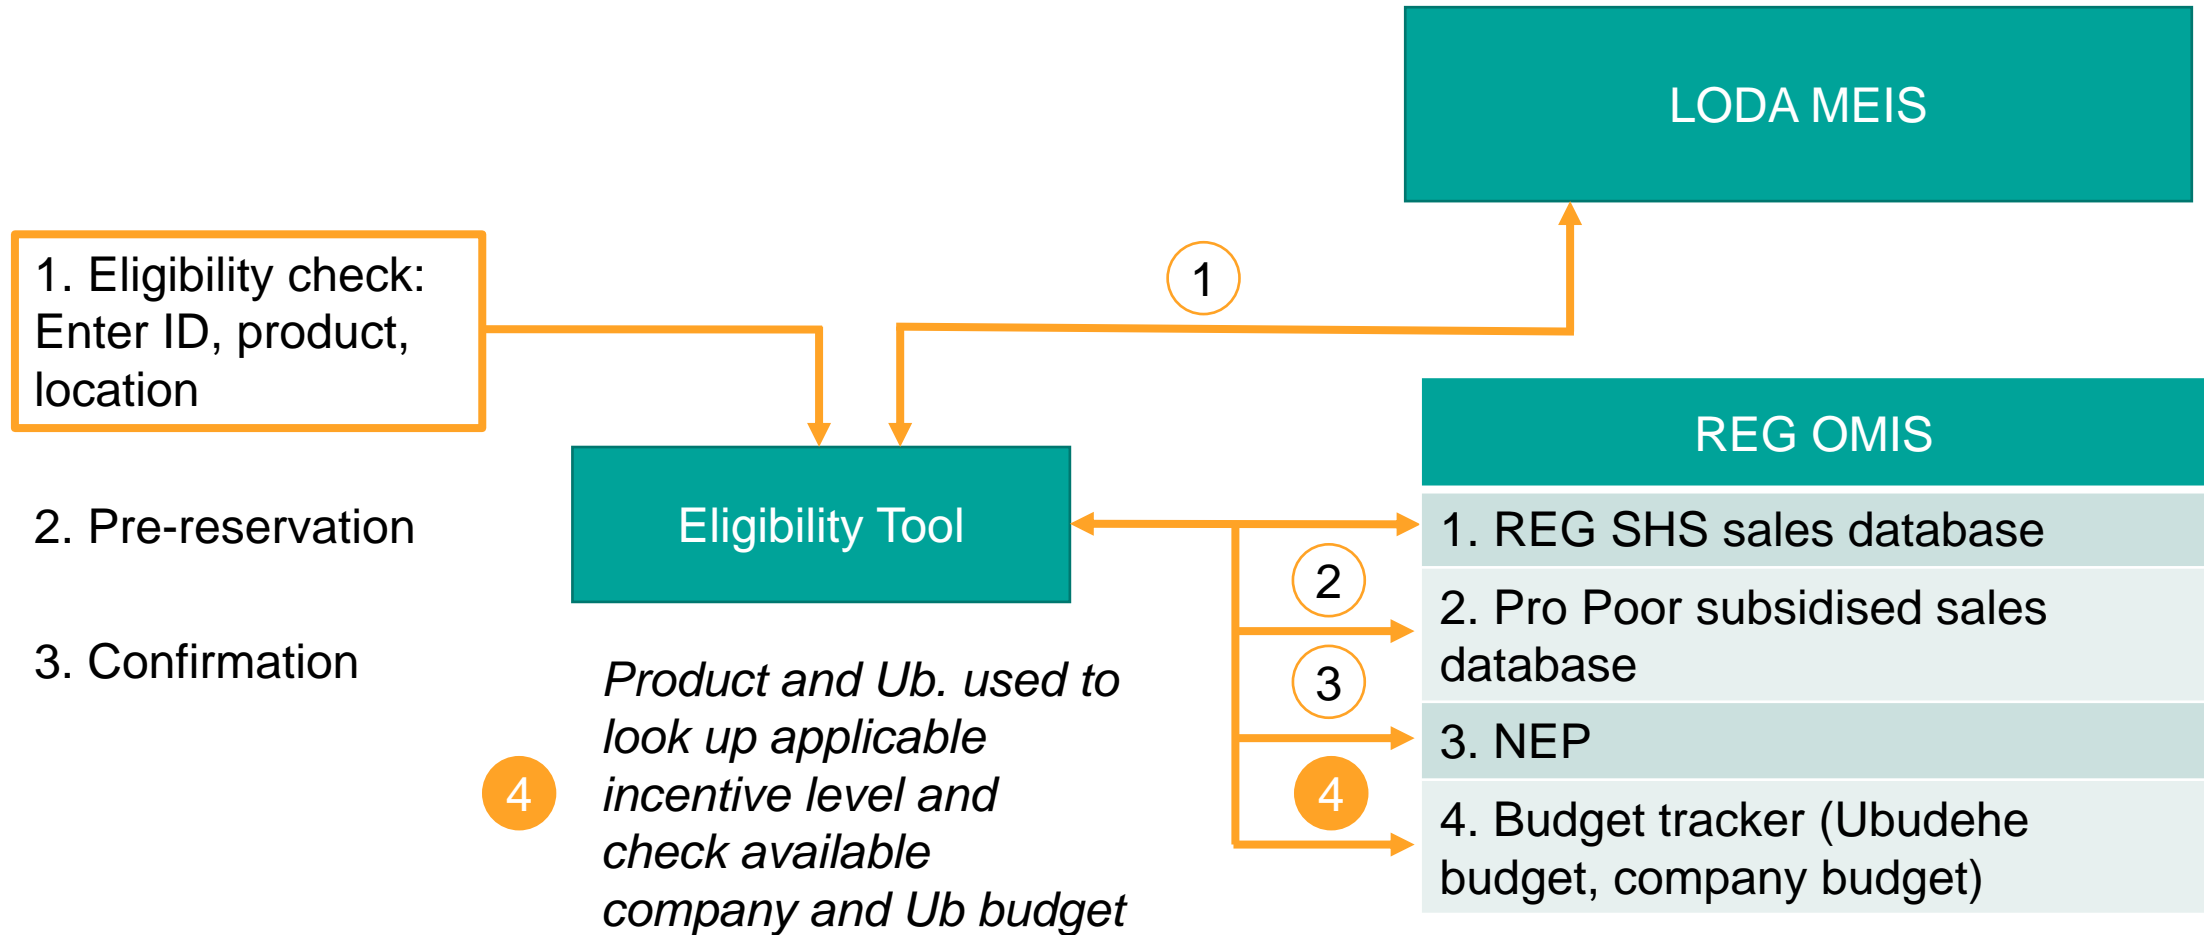 LODA MEIS
1. Eligibility check:
Enter ID, product,
location
1
REG OMIS
2. Pre-reservation
Eligibility Tool
1. REG SHS sales database
2
2. Pro Poor subsidised sales
database
3. Confirmation
3
3. NEP
4
Product and Ub. used to
look up applicable
incentive level and
check available
company and Ub budget
4
4. Budget tracker (Ubudehe
budget, company budget)